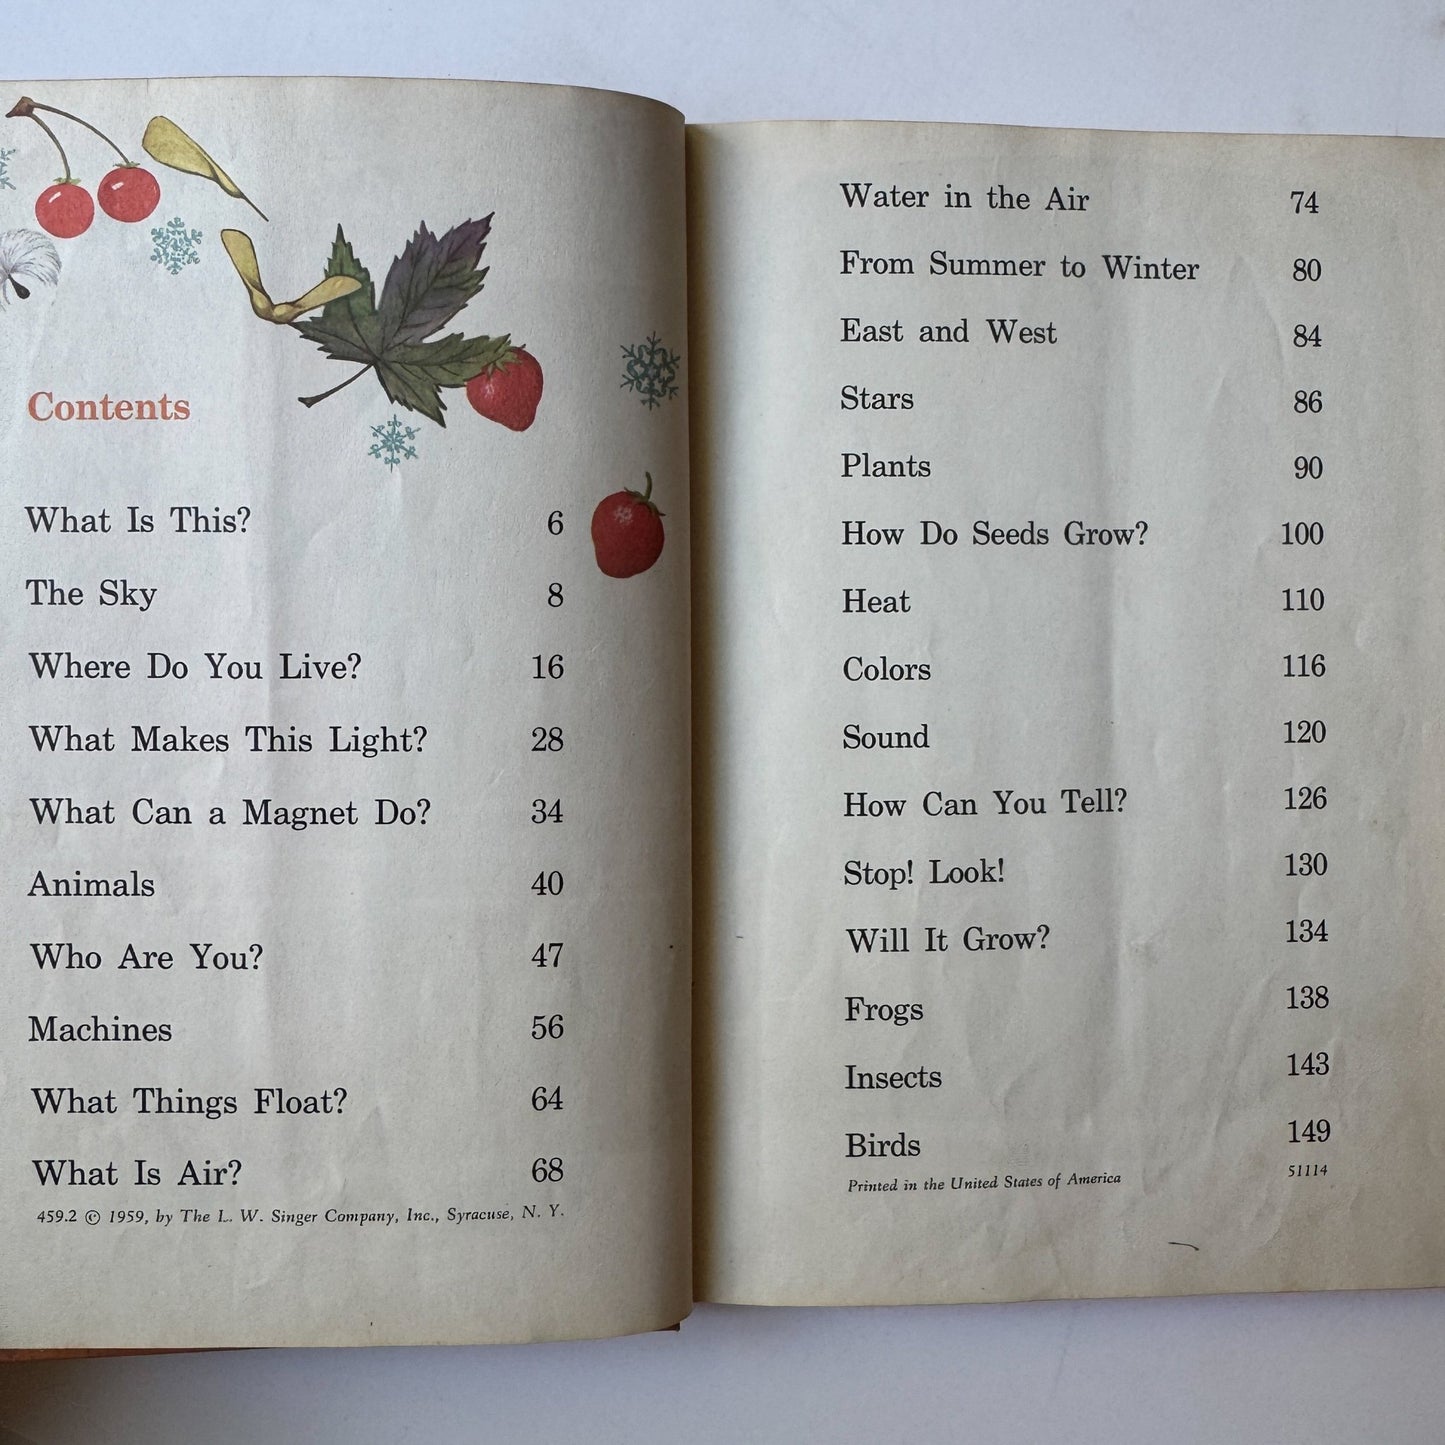 Contents
What Is This? 6
The Sky 8
Where Do You Live? 16
What Makes This Light? 28
What Can a Magnet Do? 34
Animals 40
Who Are You? 47
Machines 56
What Things Float? 64
What Is Air? 68
459.2 © 1959, by The L. W. Singer Company, Inc., Syracuse, N. Y.
Water in the Air 74
From Summer to Winter 80
East and West 84
Stars 86
Plants 90
How Do Seeds Grow? 100
Heat 110
Colors 116
Sound 120
How Can You Tell? 126
Stop! Look! 130
Will It Grow? 134
Frogs 138
Insects 143
Birds 149
Printed in the United States of America 51114